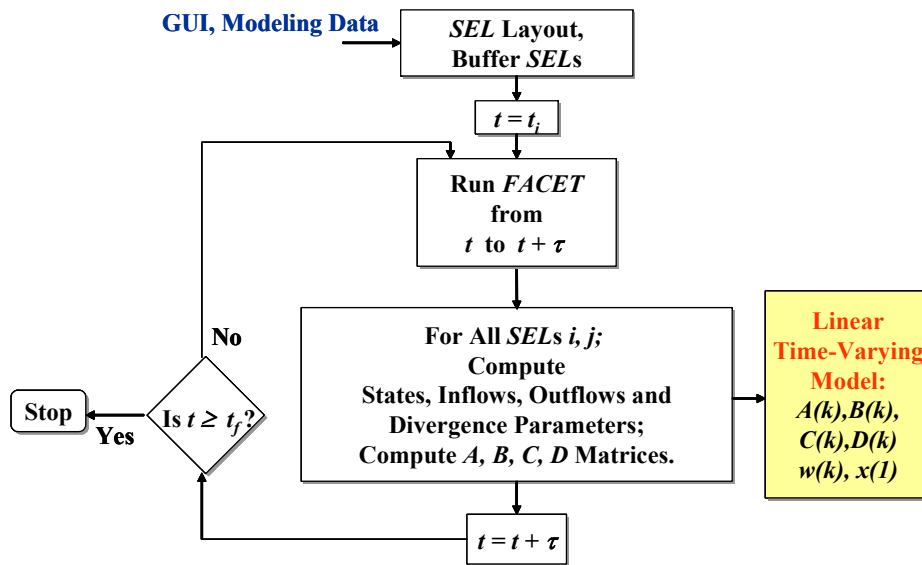 GUI, Modeling Data
SEL Layout,
Buffer SELs
t = t_i
Run FACET
from
t to t + τ
For All SELs i, j;
Compute
States, Inflows, Outflows and
Divergence Parameters;
Compute A, B, C, D Matrices.
Linear
Time-Varying
Model:
A(k),B(k),
C(k),D(k)
w(k), x(1)
t = t + τ
Is t ≥ t_f?
No
Yes
Stop